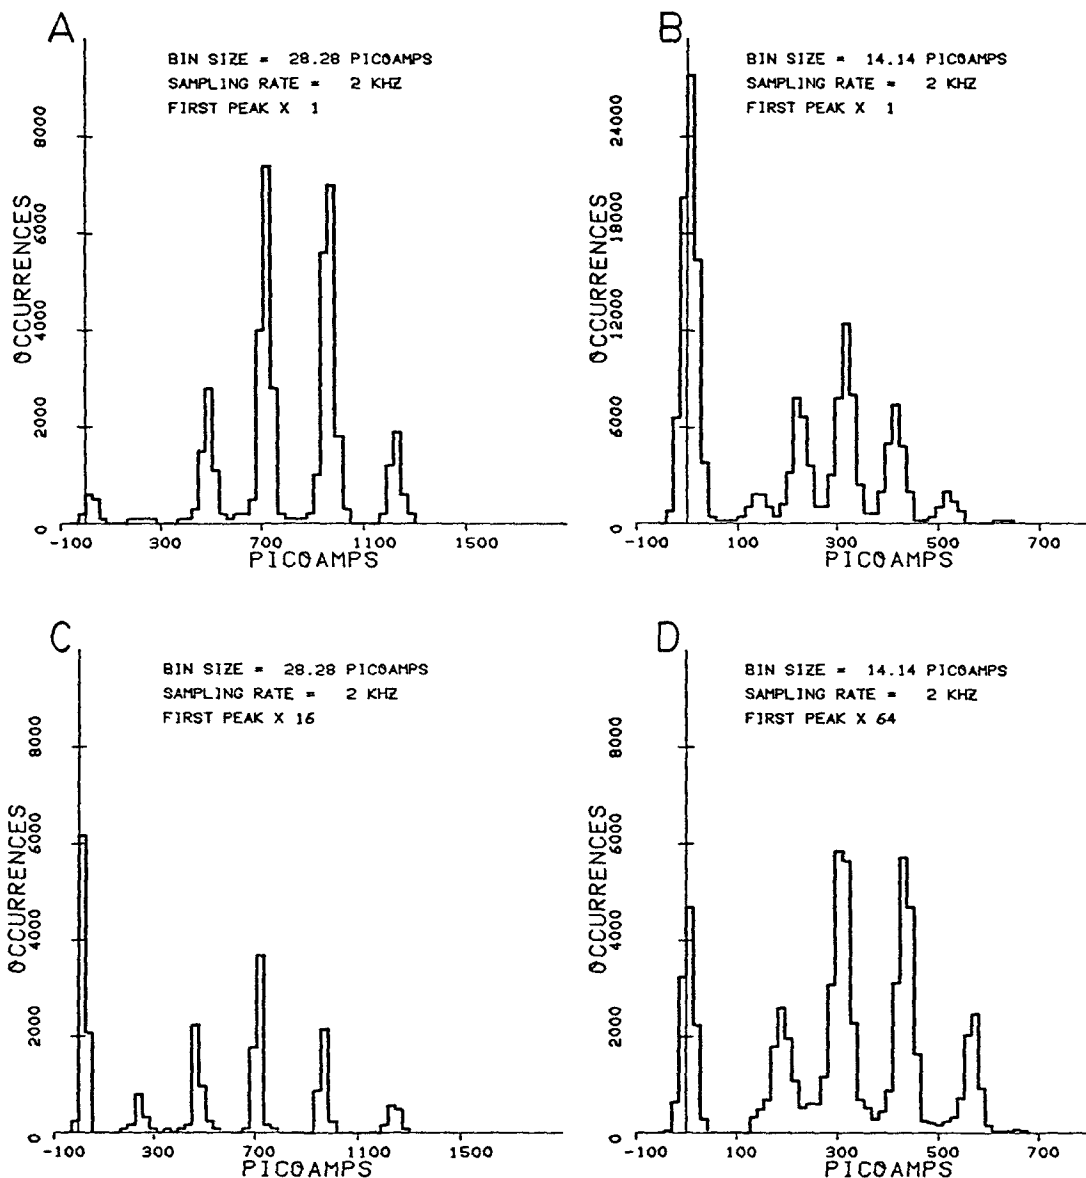 A
BIN SIZE = 28.28 PICOAMPS
SAMPLING RATE = 2 KHZ
FIRST PEAK X 1
OCCURRENCES
8000
6000
4000
2000
0
-100 300 700 1100 1500
PICOAMPS
B
BIN SIZE = 14.14 PICOAMPS
SAMPLING RATE = 2 KHZ
FIRST PEAK X 1
OCCURRENCES
24000
18000
12000
6000
0
-100 100 300 500 700
PICOAMPS
C
BIN SIZE = 28.28 PICOAMPS
SAMPLING RATE = 2 KHZ
FIRST PEAK X 16
OCCURRENCES
8000
6000
4000
2000
0
-100 300 700 1100 1500
PICOAMPS
D
BIN SIZE = 14.14 PICOAMPS
SAMPLING RATE = 2 KHZ
FIRST PEAK X 64
OCCURRENCES
8000
6000
4000
2000
0
-100 100 300 500 700
PICOAMPS